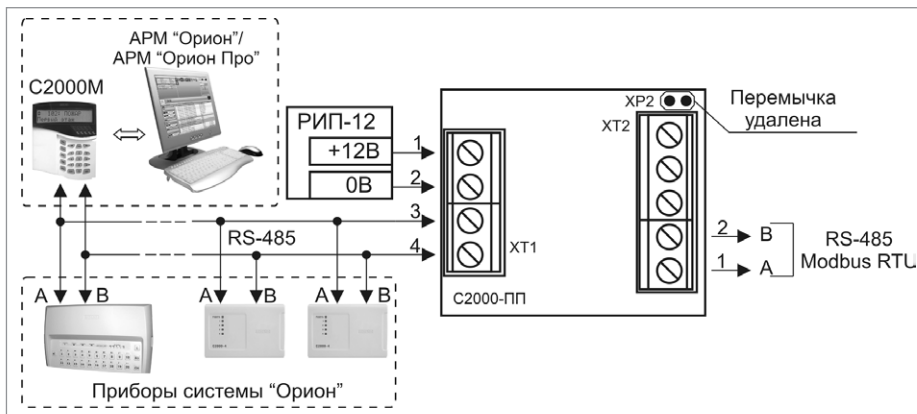 АРМ “Орион”/
АРМ “Орион Про”
С2000М
РИП-12
+12В
0В
1
2
3
4
RS-485
XT1
С2000-ПП
XP2
XT2
Перемычка
удалена
2
B
1
A
RS-485
Modbus RTU
A
B
A
B
A
B
Приборы системы “Орион”